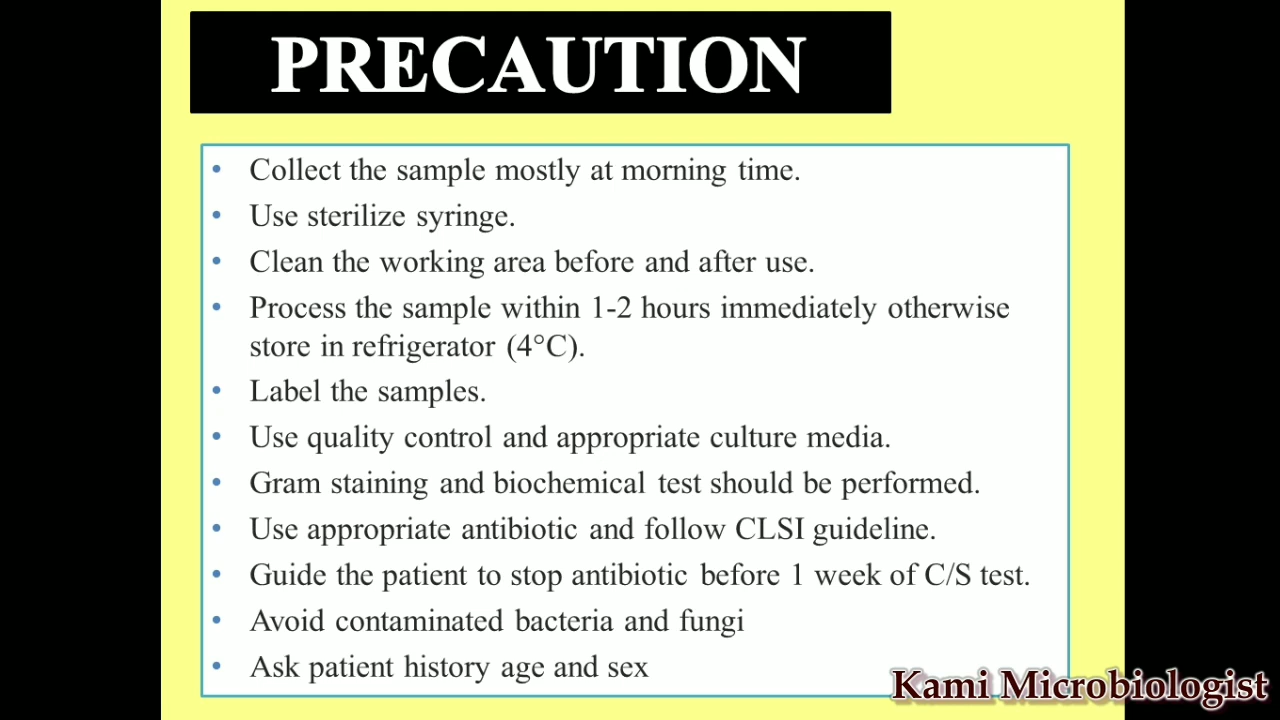 PRECAUTION
• Collect the sample mostly at morning time.
• Use sterilize syringe.
• Clean the working area before and after use.
• Process the sample within 1-2 hours immediately otherwise
store in refrigerator (4°C).
• Label the samples.
• Use quality control and appropriate culture media.
• Gram staining and biochemical test should be performed.
• Use appropriate antibiotic and follow CLSI guideline.
• Guide the patient to stop antibiotic before 1 week of C/S test.
• Avoid contaminated bacteria and fungi
• Ask patient history age and sex
Kami Microbiologist